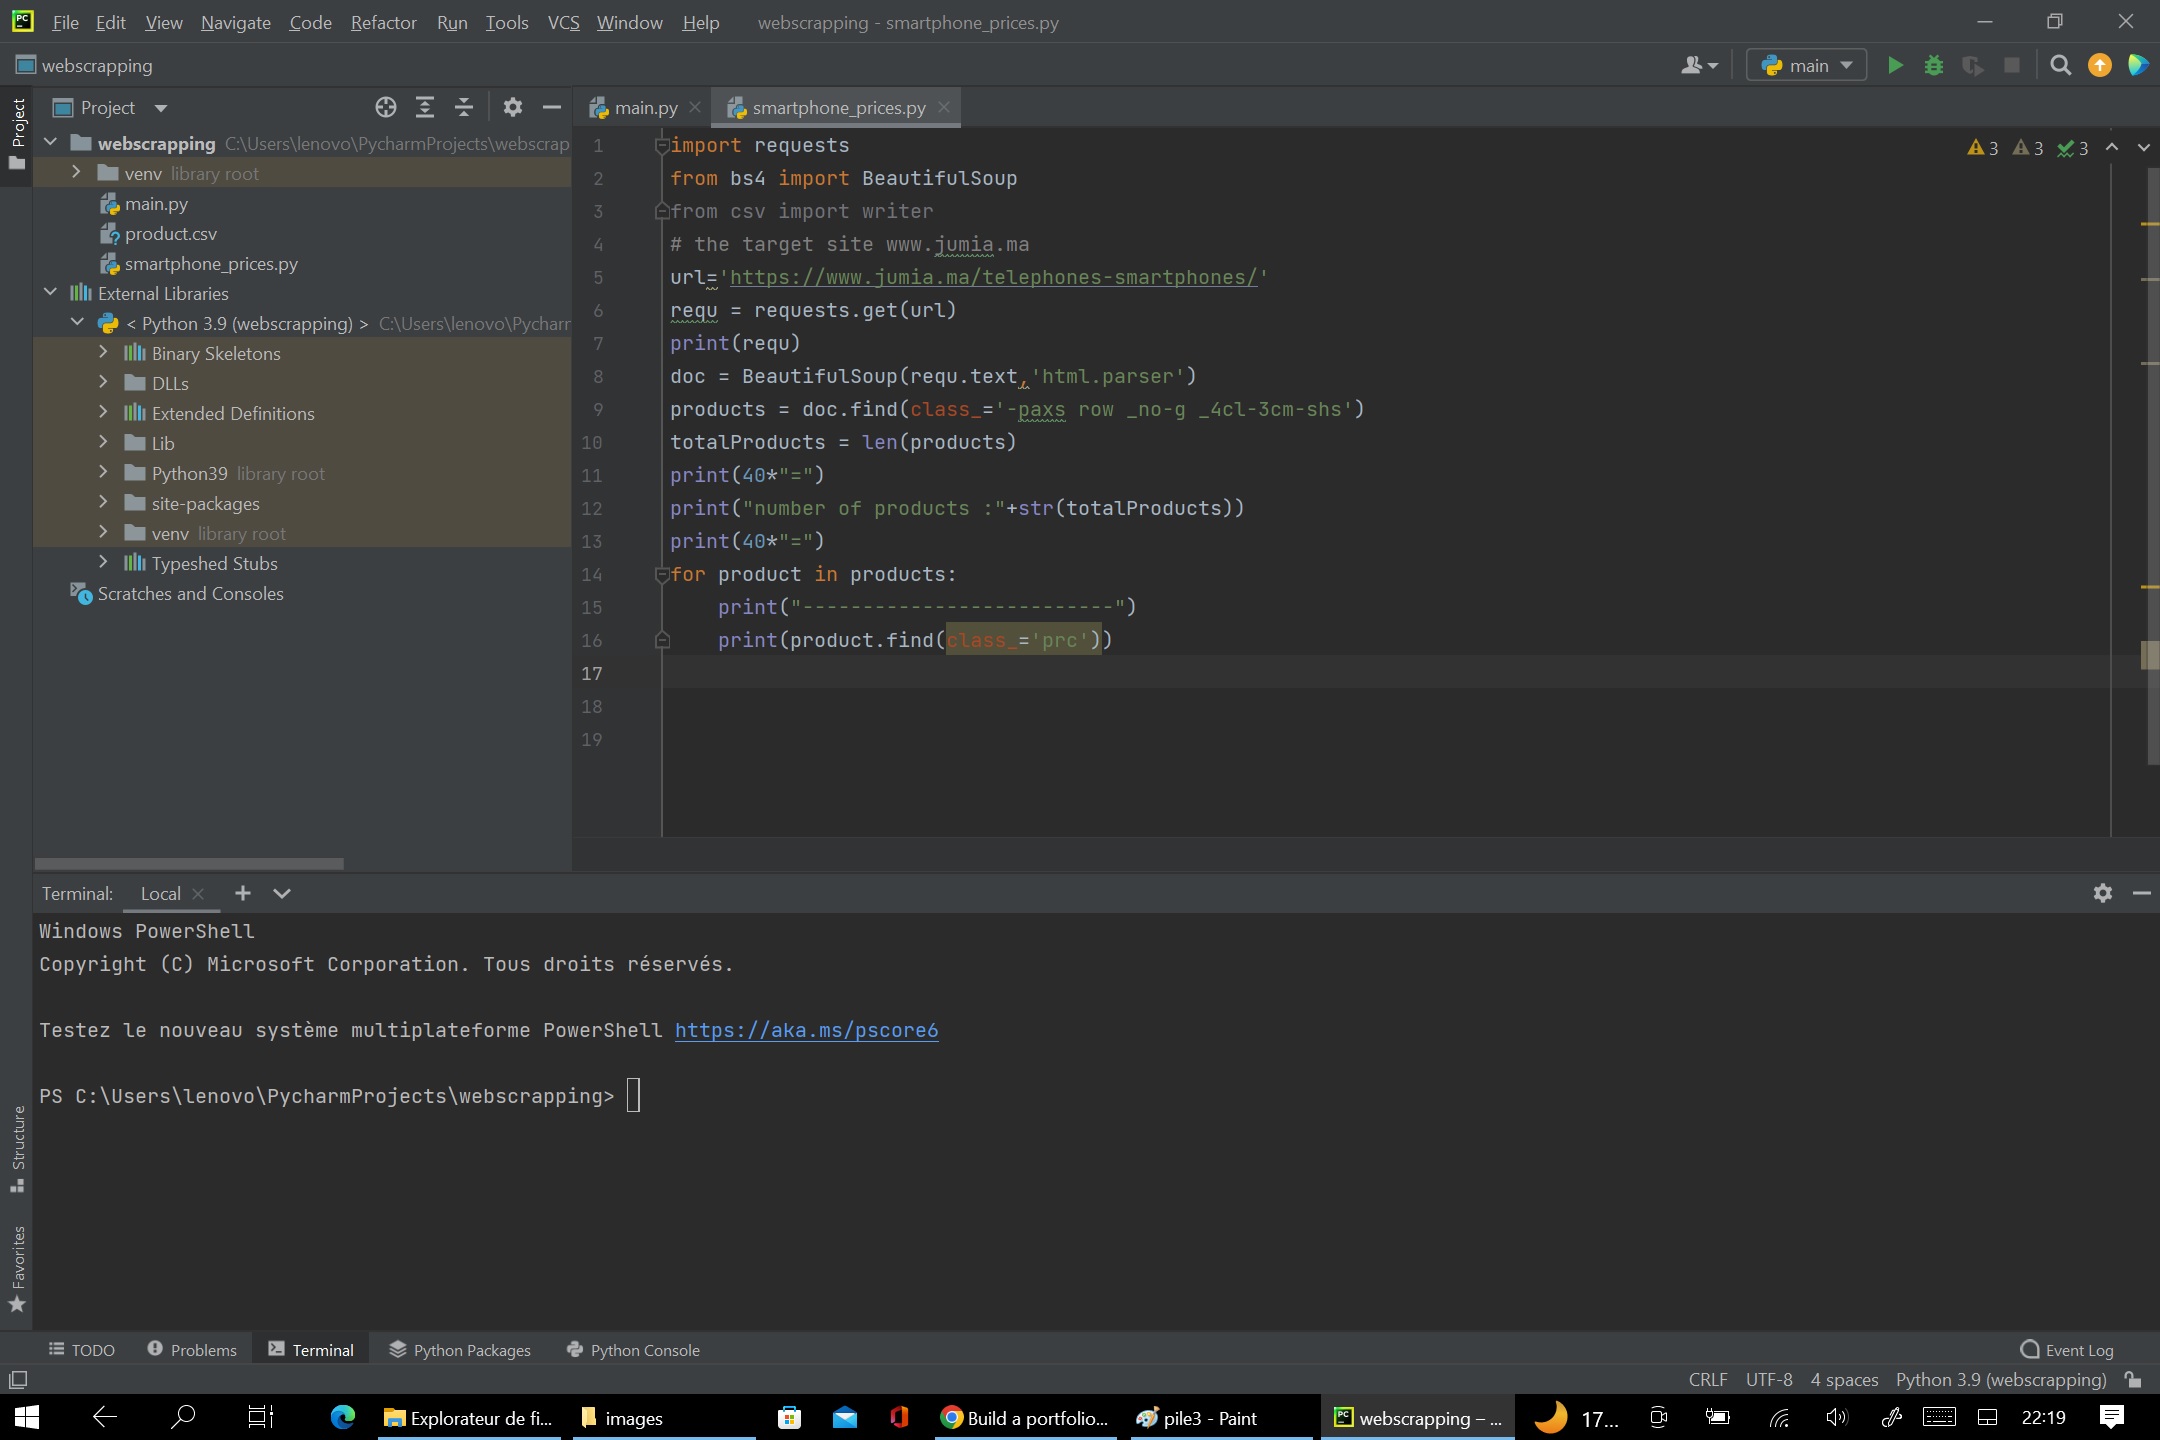 File Edit View Navigate Code Refactor Run Tools VCS Window Help webscrapping - smartphone_prices.py
webscrapping
main
Project
Project
main.py
smartphone_prices.py
webscrapping C:\Users\lenovo\PycharmProjects\webscrap
venv library root
main.py
product.csv
smartphone_prices.py
External Libraries
< Python 3.9 (webscrapping) > C:\Users\lenovo\Pychar
Binary Skeletons
DLLs
Extended Definitions
Lib
Python39 library root
site-packages
venv library root
Typeshed Stubs
Scratches and Consoles
3 3 3
1 import requests
2 from bs4 import BeautifulSoup
3 from csv import writer
4 # the target site www.jumia.ma
5 url='https://www.jumia.ma/telephones-smartphones/'
6 requ = requests.get(url)
7 print(requ)
8 doc = BeautifulSoup(requ.text,'html.parser')
9 products = doc.find(class_='-paxs row _no-g _4cl-3cm-shs')
10 totalProducts = len(products)
11 print(40*"=")
12 print("number of products :"+str(totalProducts))
13 print(40*"=")
14 for product in products:
15     print("--------------------------")
16     print(product.find(class_='prc'))
17
18
19
Terminal: Local
Windows PowerShell
Copyright (C) Microsoft Corporation. Tous droits réservés.
Testez le nouveau système multiplateforme PowerShell https://aka.ms/pscore6
PS C:\Users\lenovo\PycharmProjects\webscrapping>
Structure
Favorites
TODO Problems Terminal Python Packages Python Console Event Log
CRLF UTF-8 4 spaces Python 3.9 (webscrapping)
Explorateur de fi... images Build a portfolio... pile3 - Paint webscrapping – ... 17... 22:19